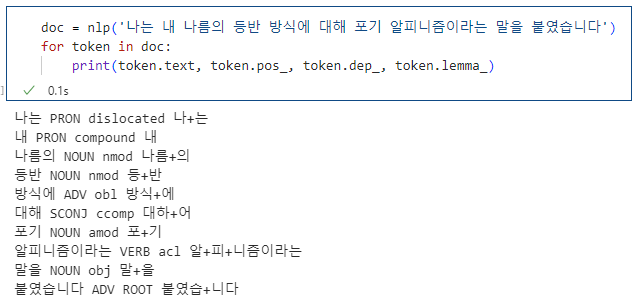 doc = nlp('나는 내 나름의 등반 방식에 대해 포기 알피니즘이라는 말을 붙였습니다')
for token in doc:
    print(token.text, token.pos_, token.dep_, token.lemma_)
0.1s
나는 PRON dislocated 나+는
내 PRON compound 내
나름의 NOUN nmod 나름+의
등반 NOUN nmod 등+반
방식에 ADV obl 방식+에
대해 SCONJ ccomp 대하+어
포기 NOUN amod 포+기
알피니즘이라는 VERB acl 알+피+니즘이라는
말을 NOUN obj 말+을
붙였습니다 ADV ROOT 붙였습+니다